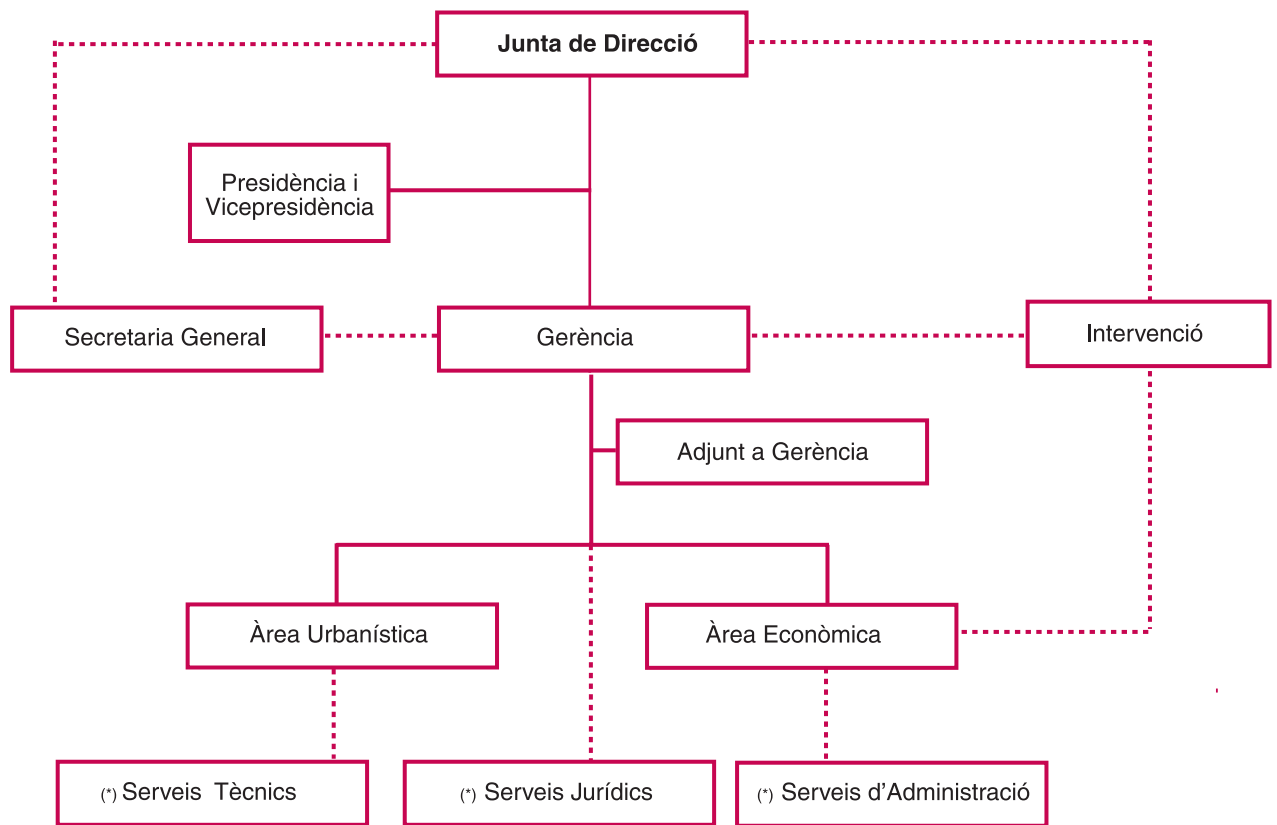 Junta de Direcció
Presidència i
Vicepresidència
Secretaria General
Gerència
Intervenció
Adjunt a Gerència
Àrea Urbanística
Àrea Econòmica
(*) Serveis Tècnics
(*) Serveis Jurídics
(*) Serveis d'Administració